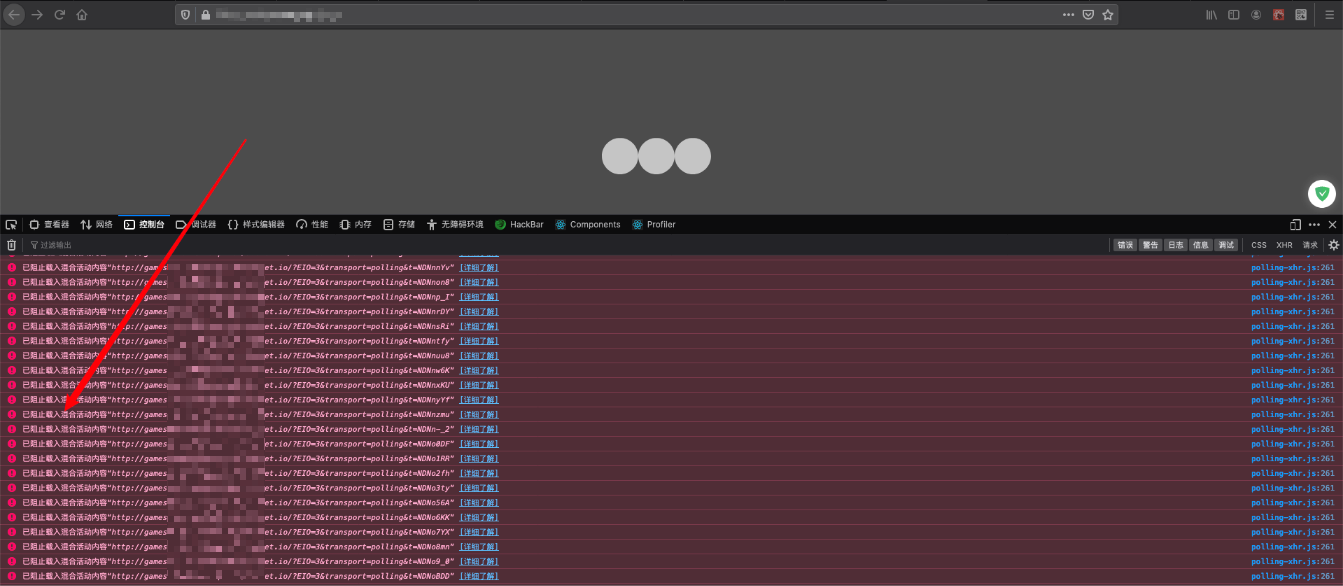 查看器 网络 控制台 调试器 样式编辑器 性能 内存 存储 无障碍环境 HackBar Components Profiler
过滤输出 错误 警告 日志 信息 调试 CSS XHR 请求
已阻止载入混合活动内容“http://games et.io/?EIO=3&transport=polling&t=NDNnnYv” [详细了解] polling-xhr.js:261
已阻止载入混合活动内容“http://games et.io/?EIO=3&transport=polling&t=NDNnon8” [详细了解] polling-xhr.js:261
已阻止载入混合活动内容“http://games et.io/?EIO=3&transport=polling&t=NDNnp_I” [详细了解] polling-xhr.js:261
已阻止载入混合活动内容“http://games et.io/?EIO=3&transport=polling&t=NDNnrDY” [详细了解] polling-xhr.js:261
已阻止载入混合活动内容“http://games et.io/?EIO=3&transport=polling&t=NDNnsRi” [详细了解] polling-xhr.js:261
已阻止载入混合活动内容“http://games et.io/?EIO=3&transport=polling&t=NDNntfy” [详细了解] polling-xhr.js:261
已阻止载入混合活动内容“http://games et.io/?EIO=3&transport=polling&t=NDNnuu8” [详细了解] polling-xhr.js:261
已阻止载入混合活动内容“http://games et.io/?EIO=3&transport=polling&t=NDNnw6K” [详细了解] polling-xhr.js:261
已阻止载入混合活动内容“http://games et.io/?EIO=3&transport=polling&t=NDNnxKU” [详细了解] polling-xhr.js:261
已阻止载入混合活动内容“http://games et.io/?EIO=3&transport=polling&t=NDNnyYf” [详细了解] polling-xhr.js:261
已阻止载入混合活动内容“http://games et.io/?EIO=3&transport=polling&t=NDNnzmu” [详细了解] polling-xhr.js:261
已阻止载入混合活动内容“http://games et.io/?EIO=3&transport=polling&t=NDNn-_2” [详细了解] polling-xhr.js:261
已阻止载入混合活动内容“http://games et.io/?EIO=3&transport=polling&t=NDNo0DF” [详细了解] polling-xhr.js:261
已阻止载入混合活动内容“http://games et.io/?EIO=3&transport=polling&t=NDNo1RR” [详细了解] polling-xhr.js:261
已阻止载入混合活动内容“http://games et.io/?EIO=3&transport=polling&t=NDNo2fh” [详细了解] polling-xhr.js:261
已阻止载入混合活动内容“http://games et.io/?EIO=3&transport=polling&t=NDNo3ty” [详细了解] polling-xhr.js:261
已阻止载入混合活动内容“http://games et.io/?EIO=3&transport=polling&t=NDNo56A” [详细了解] polling-xhr.js:261
已阻止载入混合活动内容“http://games et.io/?EIO=3&transport=polling&t=NDNo6KK” [详细了解] polling-xhr.js:261
已阻止载入混合活动内容“http://games et.io/?EIO=3&transport=polling&t=NDNo7YX” [详细了解] polling-xhr.js:261
已阻止载入混合活动内容“http://games et.io/?EIO=3&transport=polling&t=NDNo8mn” [详细了解] polling-xhr.js:261
已阻止载入混合活动内容“http://games et.io/?EIO=3&transport=polling&t=NDNo9_0” [详细了解] polling-xhr.js:261
已阻止载入混合活动内容“http://games et.io/?EIO=3&transport=polling&t=NDNoBDD” [详细了解] polling-xhr.js:261